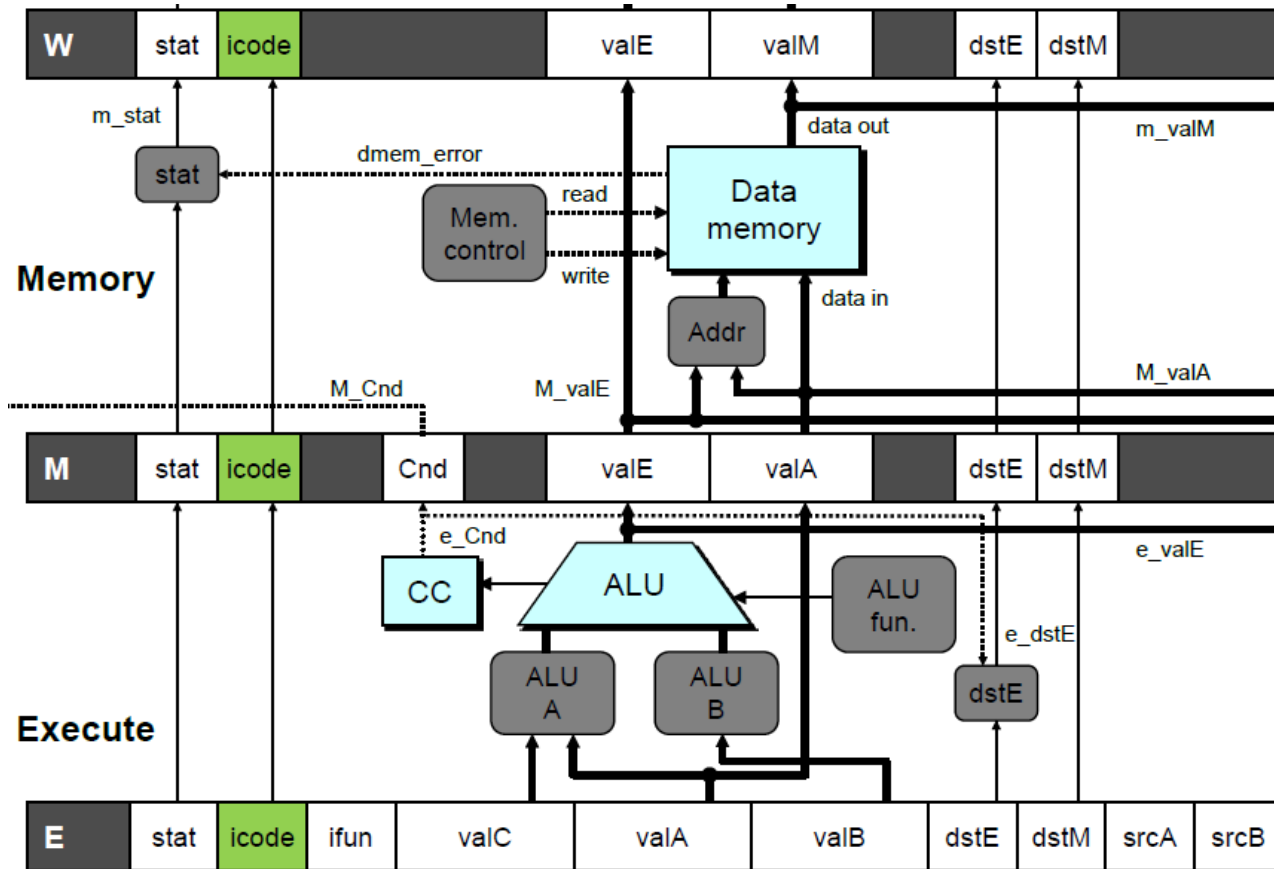 W stat icode valE valM dstE dstM
m_stat
data out
m_valM
dmem_error
stat
read
Data
memory
Mem.
control
write
Memory
data in
Addr
M_Cnd
M_valE
M_valA
M stat icode Cnd valE valA dstE dstM
e_Cnd
e_valE
CC
ALU
ALU
fun.
e_dstE
ALU
A
ALU
B
dstE
Execute
E stat icode ifun valC valA valB dstE dstM srcA srcB